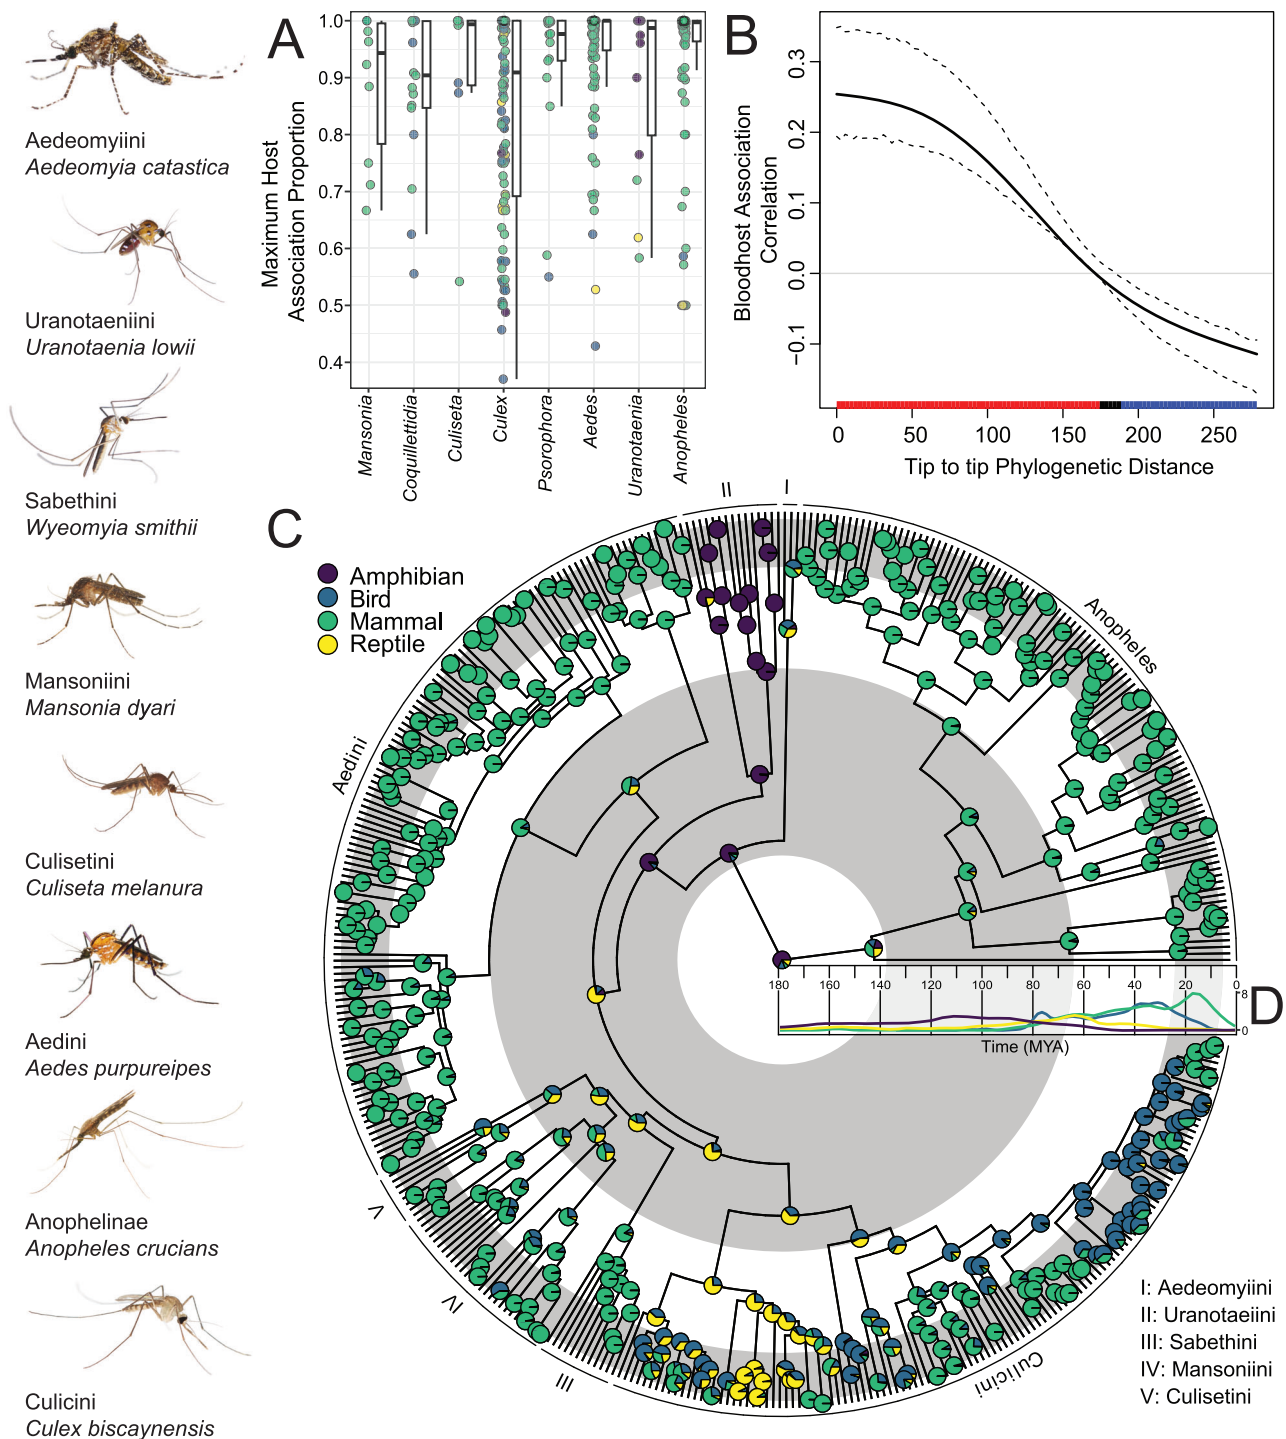 Aedeomyiini
Aedeomyia catastica
Uranotaeniini
Uranotaenia lowii
Sabethini
Wyeomyia smithii
Mansoniini
Mansonia dyari
Culisetini
Culiseta melanura
Aedini
Aedes purpureipes
Anophelinae
Anopheles crucians
Culicini
Culex biscaynensis
A
Maximum Host
Association Proportion
1.0
0.9
0.8
0.7
0.6
0.5
0.4
Mansonia
Coquillettidia
Culiseta
Culex
Psorophora
Aedes
Uranotaenia
Anopheles
B
Bloodhost Association
Correlation
0.3
0.2
0.1
0.0
−0.1
0 50 100 150 200 250
Tip to tip Phylogenetic Distance
C
Amphibian
Bird
Mammal
Reptile
I
II
Anopheles
Aedini
V
IV
III
Culicini
D
180 160 140 120 100 80 60 40 20 0
8
0
Time (MYA)
I: Aedeomyiini
II: Uranotaeiini
III: Sabethini
IV: Mansoniini
V: Culisetini